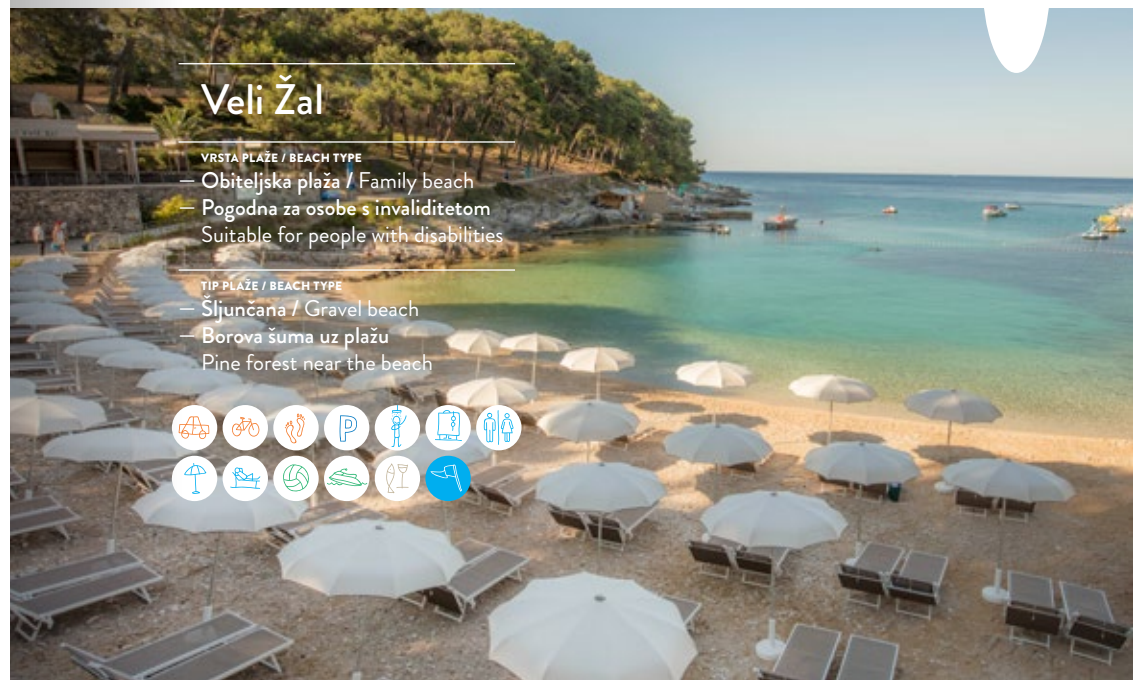 Veli Žal
VRSTA PLAŽE / BEACH TYPE
— Obiteljska plaža / Family beach
— Pogodna za osobe s invaliditetom
Suitable for people with disabilities
TIP PLAŽE / BEACH TYPE
— Šljunčana / Gravel beach
— Borova šuma uz plažu
Pine forest near the beach
P